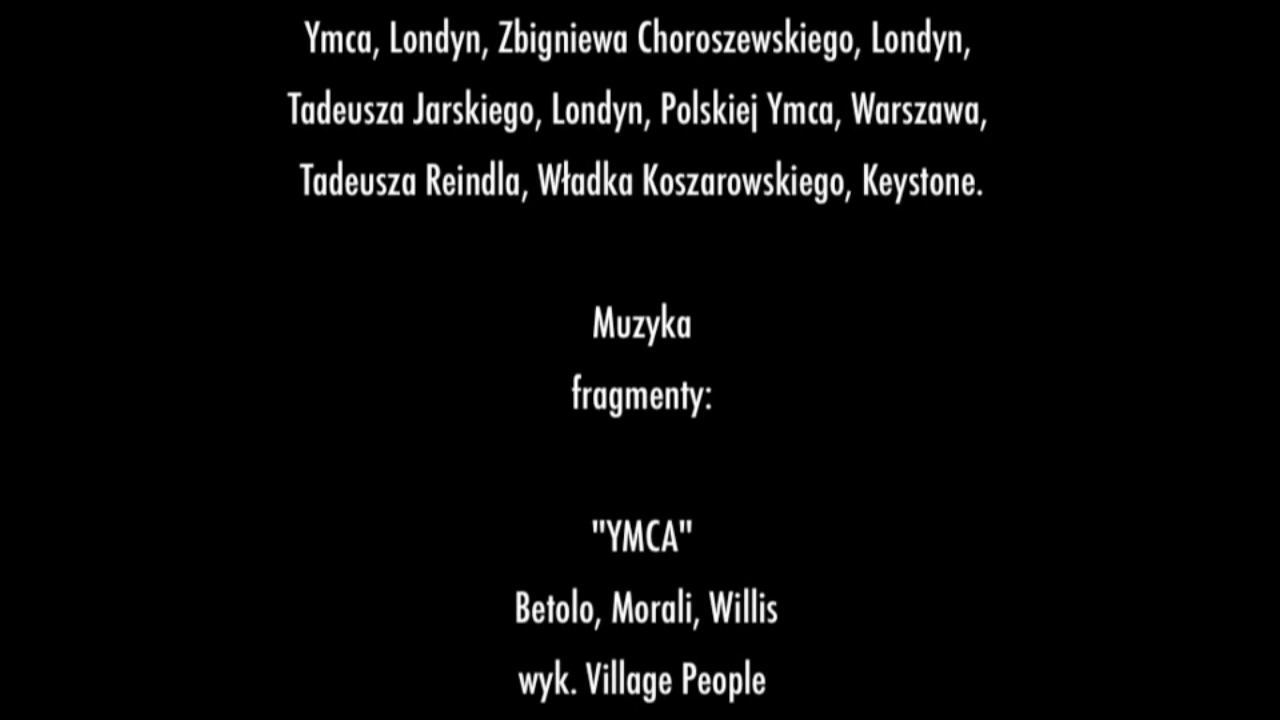 Ymca, Londyn, Zbigniewa Choroszewskiego, Londyn,
Tadeusza Jarskiego, Londyn, Polskiej Ymca, Warszawa,
Tadeusza Reindla, Władka Koszarowskiego, Keystone.
Muzyka
fragmenty:
"YMCA"
Betolo, Morali, Willis
wyk. Village People